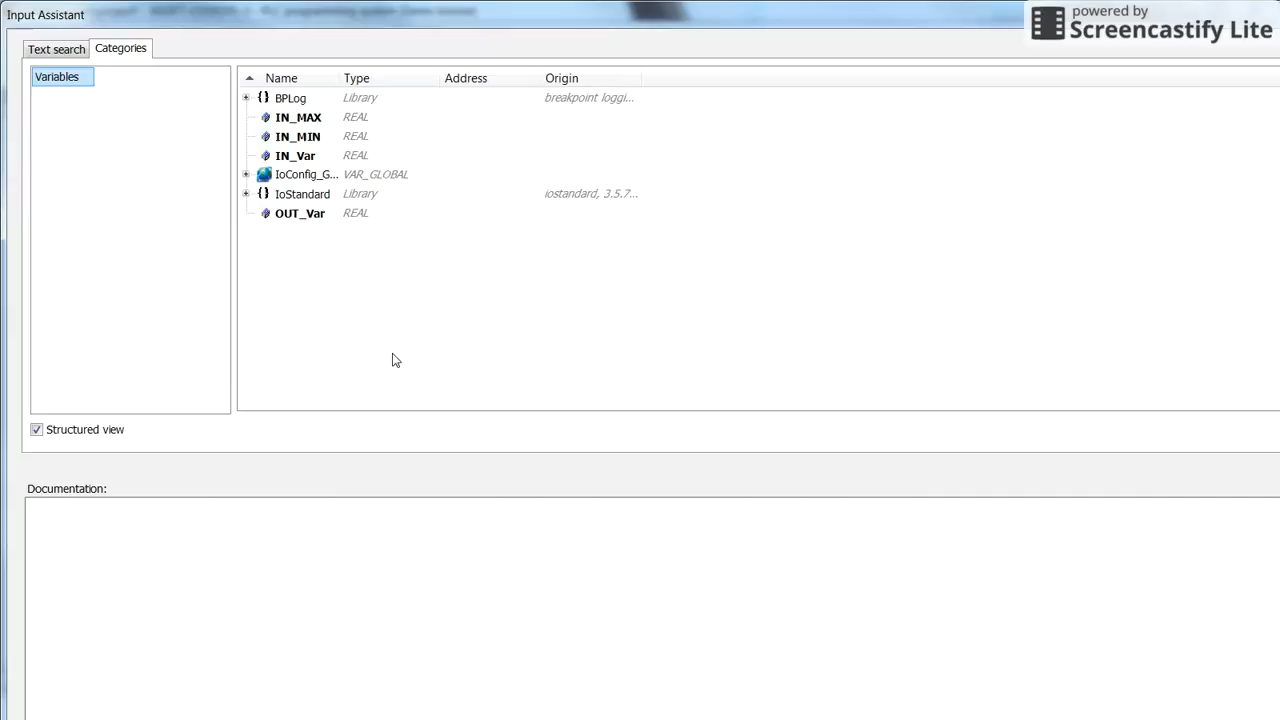 Input Assistant
powered by
Screencastify Lite
Text search Categories
Variables
Name Type Address Origin
BPLog Library breakpoint loggi...
IN_MAX REAL
IN_MIN REAL
IN_Var REAL
IoConfig_G... VAR_GLOBAL
IoStandard Library iostandard, 3.5.7...
OUT_Var REAL
Structured view
Documentation: